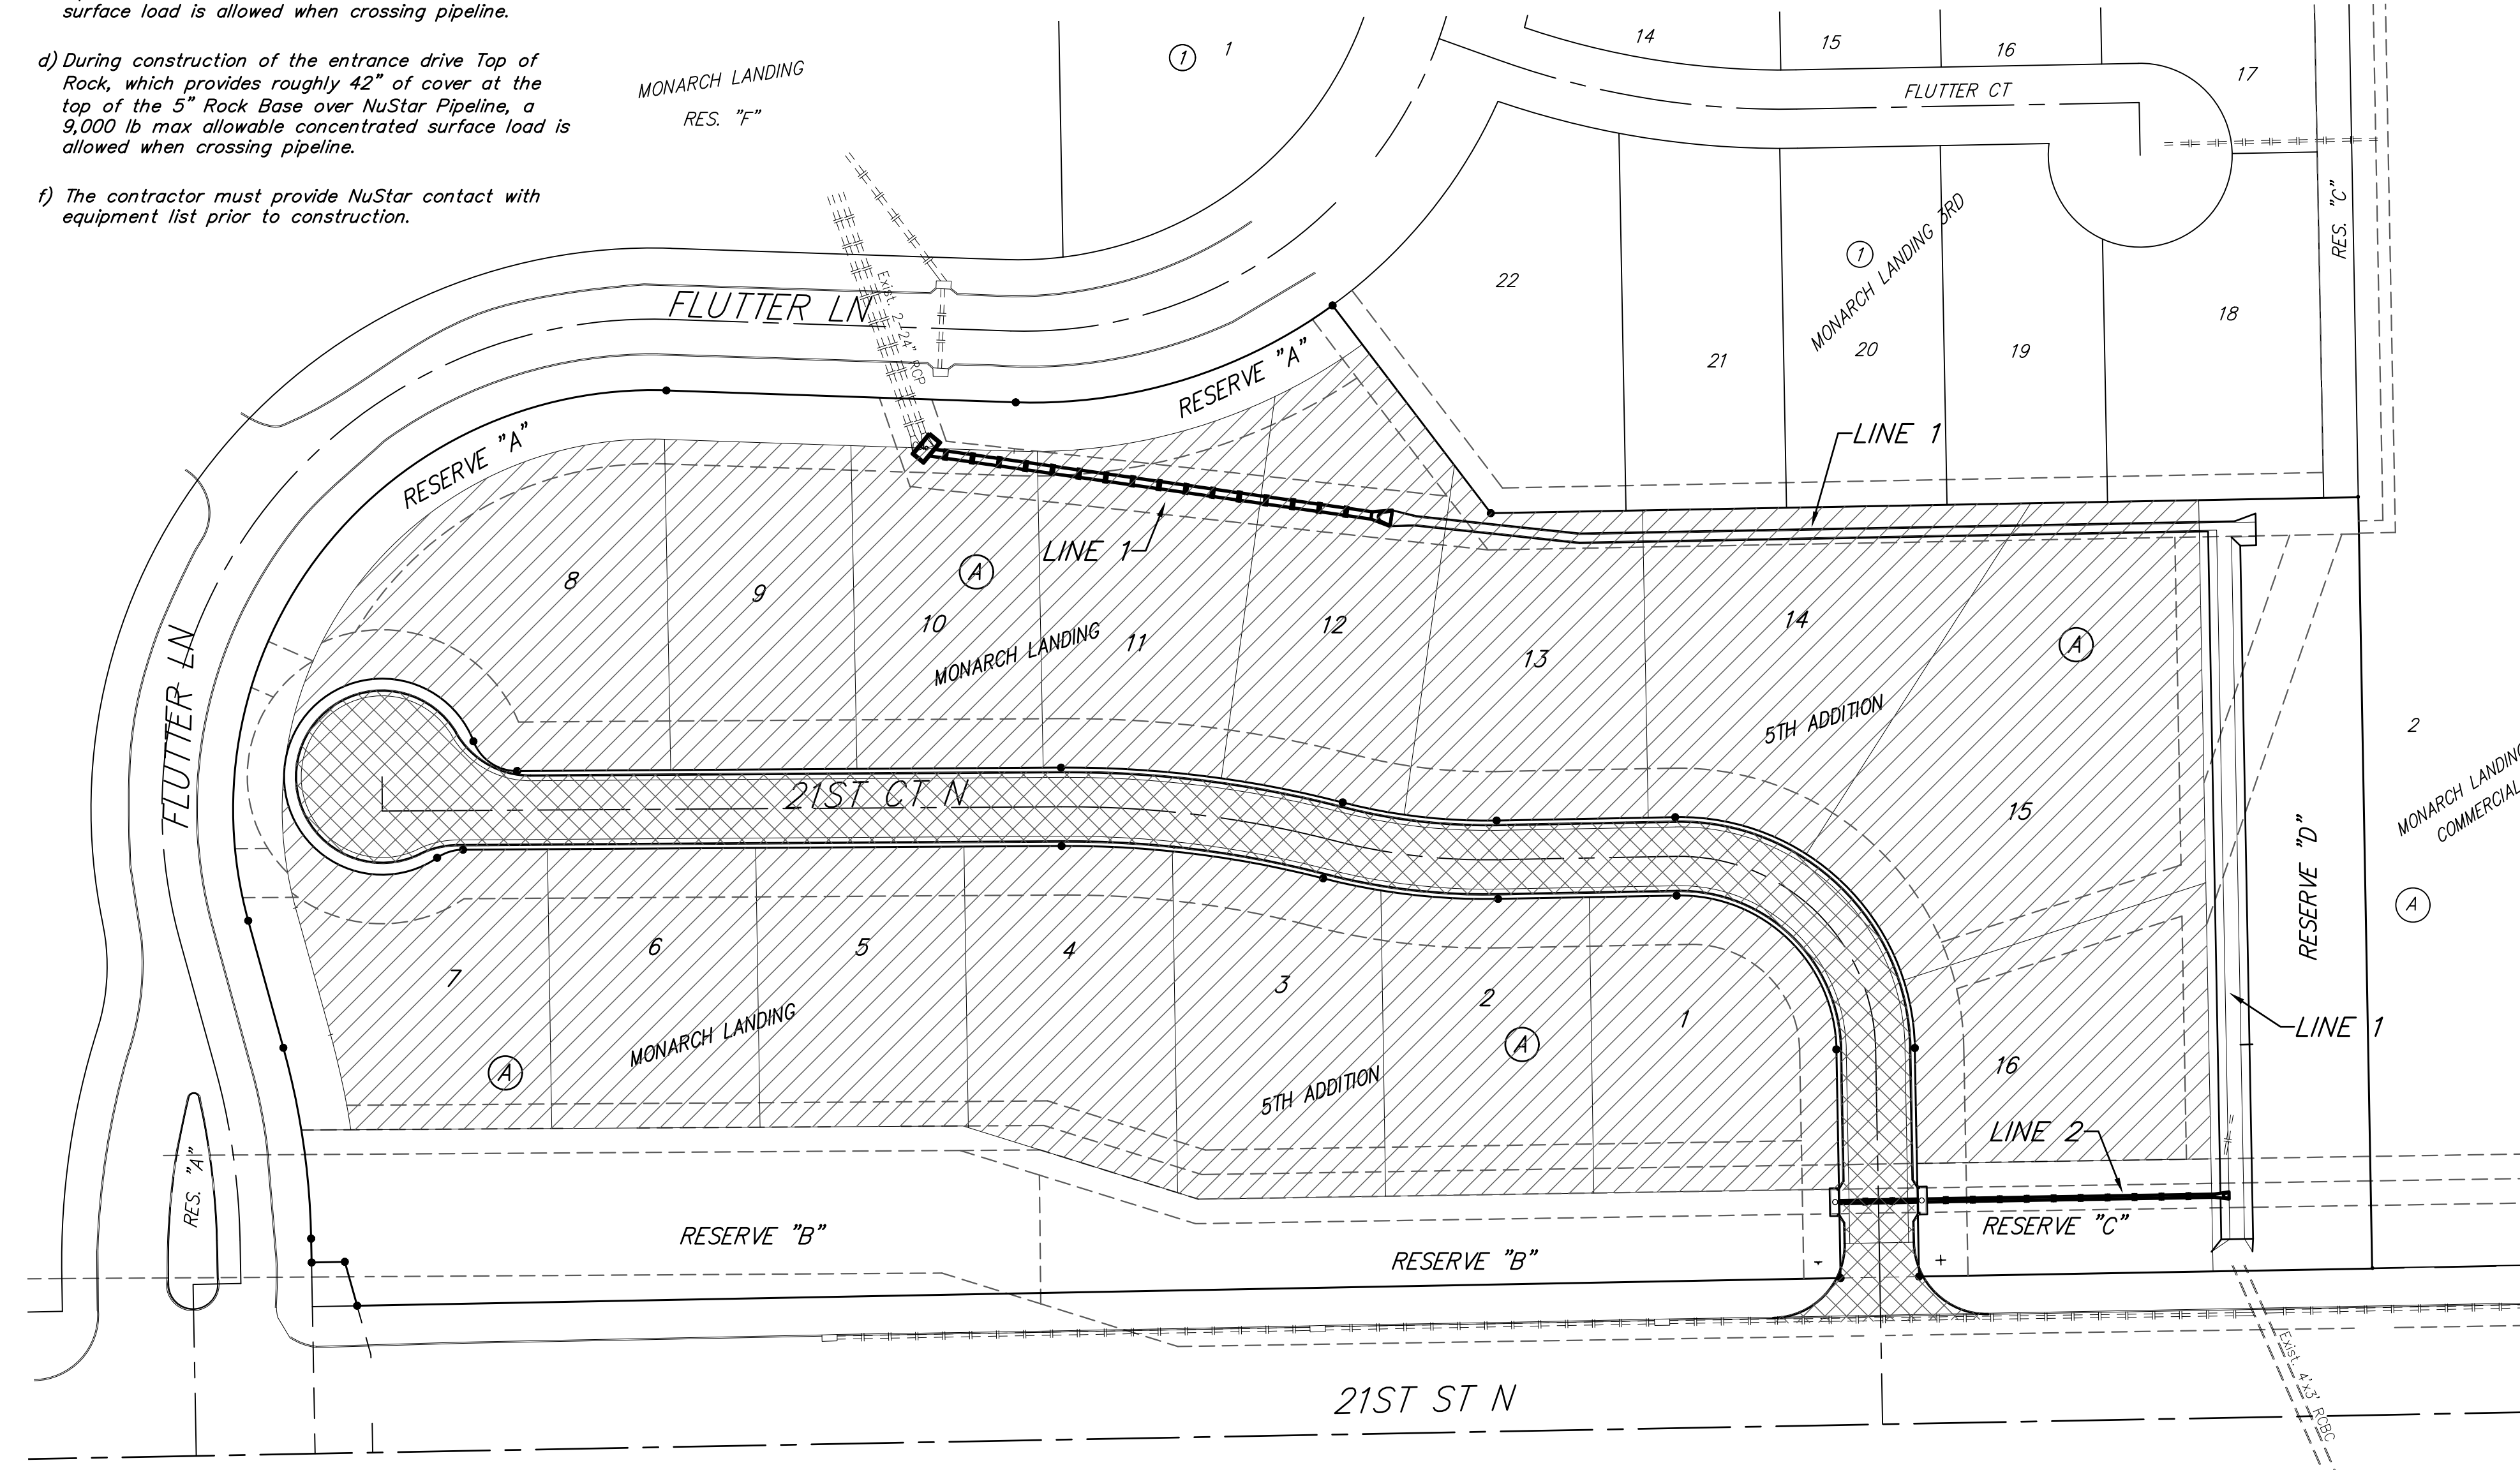 surface load is allowed when crossing pipeline.
d) During construction of the entrance drive Top of
Rock, which provides roughly 42" of cover at the
top of the 5" Rock Base over NuStar Pipeline, a
9,000 lb max allowable concentrated surface load is
allowed when crossing pipeline.
f) The contractor must provide NuStar contact with
equipment list prior to construction.
MONARCH LANDING
RES. "F"
1
1
14
15
16
17
FLUTTER CT
RES. "C"
22
21
20
19
18
1
MONARCH LANDING 3RD
FLUTTER LN
Exist. 2-24" RCP
RESERVE "A"
RESERVE "A"
LINE 1
LINE 1
8
9
10
A
11
12
13
14
A
MONARCH LANDING
5TH ADDITION
15
FLUTTER LN
21ST CT N
2
MONARCH LANDING
COMMERCIAL
A
RESERVE "D"
7
6
5
4
3
2
1
A
A
MONARCH LANDING
5TH ADDITION
16
LINE 1
LINE 2
RES. "A"
RESERVE "B"
RESERVE "B"
RESERVE "C"
-
+
Exist. 4'x3' RCBC
21ST ST N